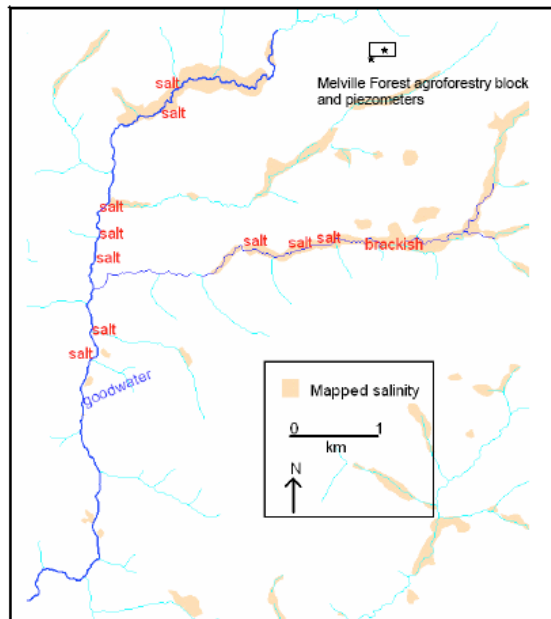 salt
Melville Forest agroforestry block
and piezometers
salt
salt
salt
salt
salt
salt
salt
brackish
salt
salt
goodwater
Mapped salinity
0 1
km
N